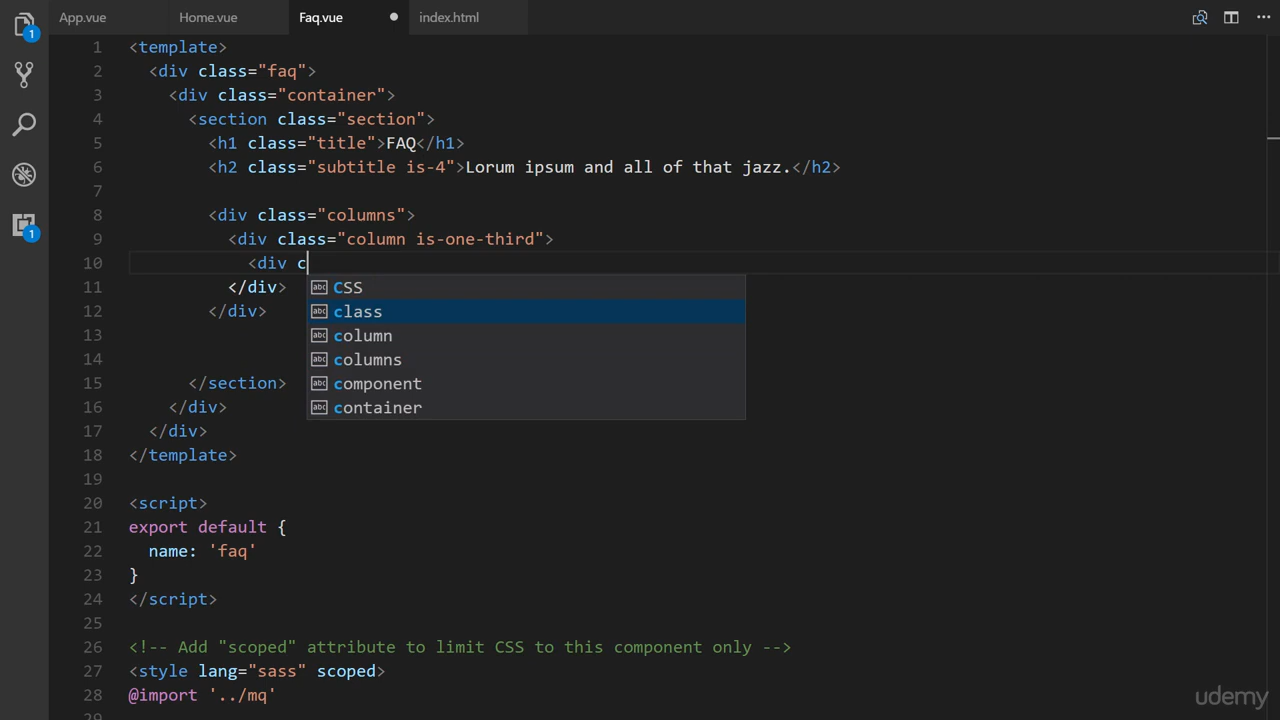 App.vue Home.vue Faq.vue index.html
1
1 <template>
2 <div class="faq">
3 <div class="container">
4 <section class="section">
5 <h1 class="title">FAQ</h1>
6 <h2 class="subtitle is-4">Lorum ipsum and all of that jazz.</h2>
7
8 <div class="columns">
9 <div class="column is-one-third">
10 <div c
11 </div>
CSS
12 </div>
class
13
column
14
columns
15 </section>
component
16 </div>
container
17 </div>
18 </template>
19
20 <script>
21 export default {
22 name: 'faq'
23 }
24 </script>
25
26 <!-- Add "scoped" attribute to limit CSS to this component only -->
27 <style lang="sass" scoped>
28 @import '../mq'
29
1
udemy